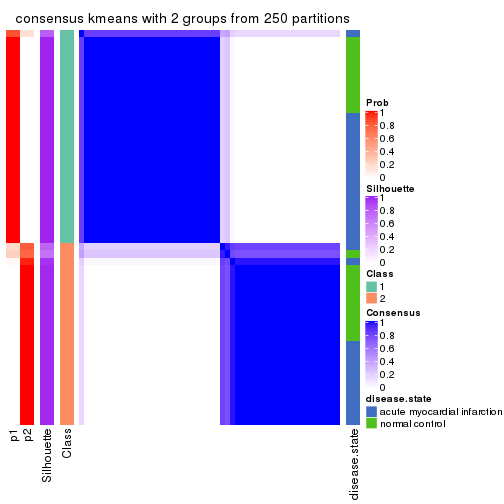 consensus kmeans with 2 groups from 250 partitions
Prob
1
0.8
0.6
0.4
0.2
0
Silhouette
1
0.8
0.6
0.4
0.2
0
Class
1
2
Consensus
1
0.8
0.6
0.4
0.2
0
disease.state
acute myocardial infarction
normal control
p1
p2
Silhouette
Class
disease.state